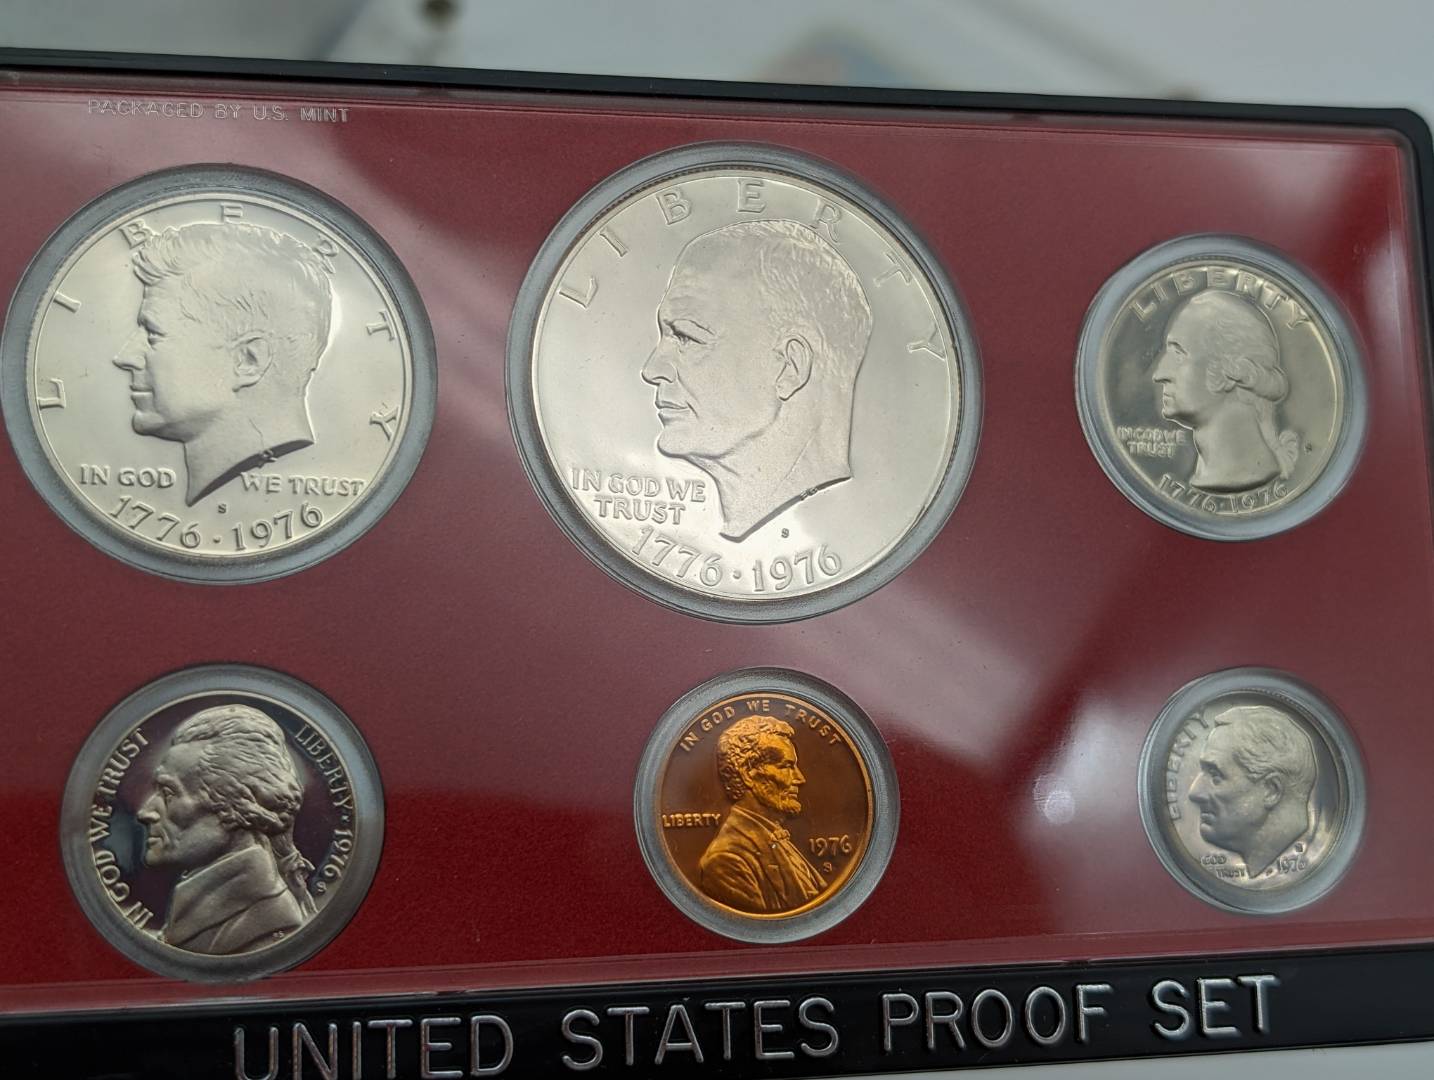 PACKAGED BY U.S. MINT
LIBERTY
IN GOD WE TRUST
S
1776·1976
LIBERTY
IN GOD WE
TRUST
S
1776·1976
LIBERTY
IN GOD WE
TRUST
S
1776·1976
IN GOD WE TRUST
LIBERTY
1976
S
FS
IN GOD WE TRUST
LIBERTY
1976
S
LIBERTY
GOD
TRUST
S
1976
UNITED STATES PROOF SET